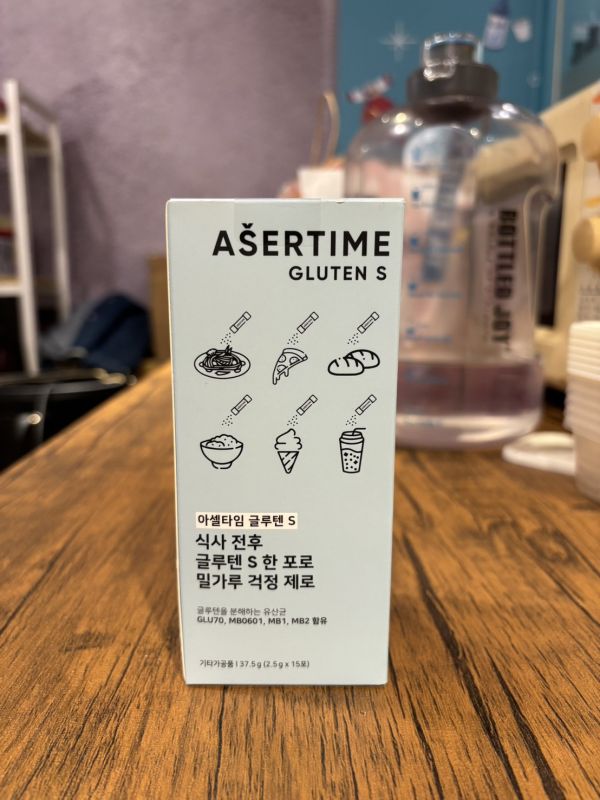 AŠERTIME
GLUTEN S
아셀타임 글루텐 S
식사 전후
글루텐 S 한 포로
밀가루 걱정 제로
글루텐을 분해하는 유산균
GLU70, MB0601, MB1, MB2 함유
기타가공품 | 37.5g (2.5g x 15포)
BOTTLED JOY